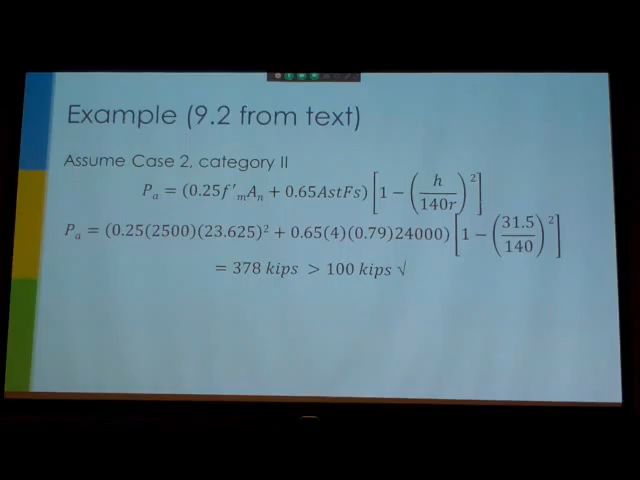 Example (9.2 from text)
Assume Case 2, category II
P_a = (0.25f'_m A_n + 0.65AstFs) [1 − (h/140r)^2]
P_a = (0.25(2500)(23.625)^2 + 0.65(4)(0.79)24000) [1 − (31.5/140)^2]
= 378 kips > 100 kips √